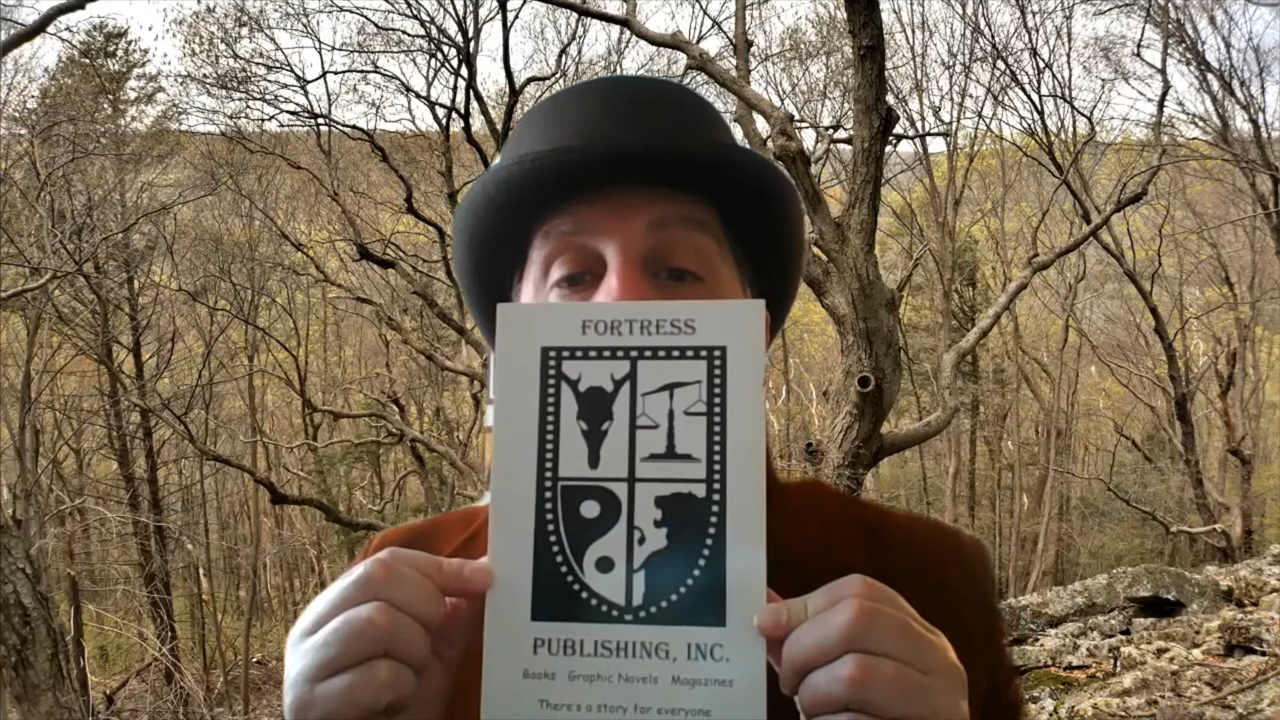 FORTRESS
PUBLISHING, INC.
Books Graphic Novels Magazines
There's a story for everyone